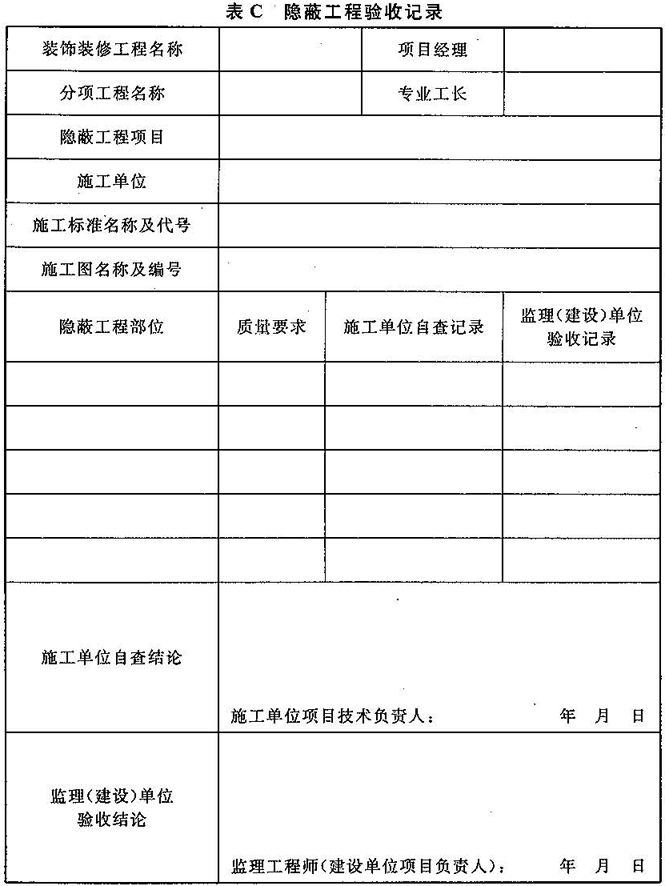 表 C 隐蔽工程验收记录
装饰装修工程名称 项目经理
分项工程名称 专业工长
隐蔽工程项目
施工单位
施工标准名称及代号
施工图名称及编号
隐蔽工程部位 质量要求 施工单位自查记录 监理(建设)单位
验收记录
施工单位自查结论
施工单位项目技术负责人: 年 月 日
监理(建设)单位
验收结论
监理工程师(建设单位项目负责人): 年 月 日